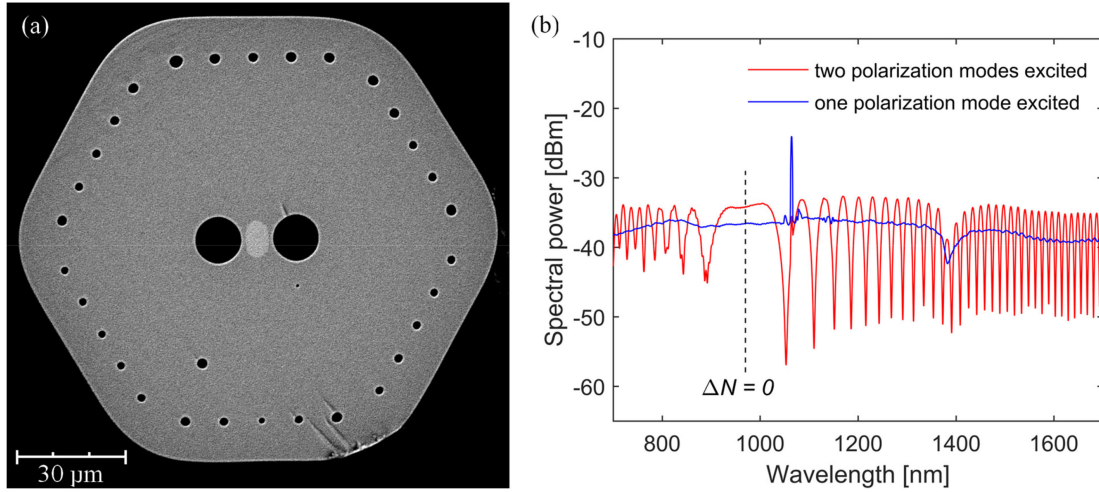 (a)
30 µm
(b)
-10
-20
-30
-40
-50
-60
Spectral power [dBm]
two polarization modes excited
one polarization mode excited
ΔN = 0
800
1000
1200
1400
1600
Wavelength [nm]